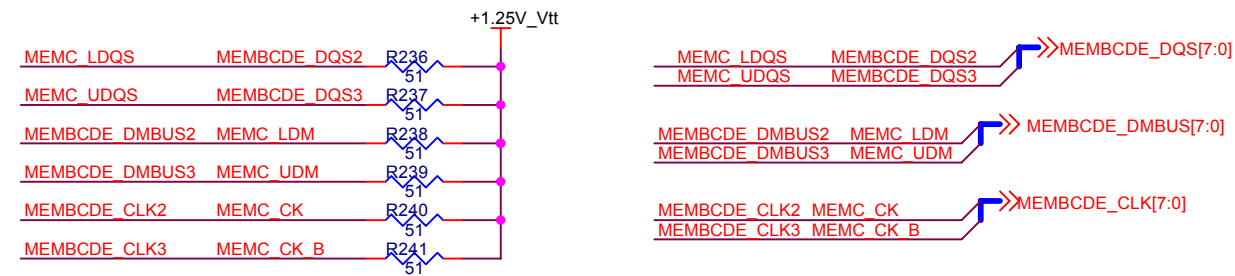 +1.25V_Vtt
MEMC_LDQS MEMBCDE_DQS2 R236
51
MEMC_UDQS MEMBCDE_DQS3 R237
51
MEMBCDE_DMBUS2 MEMC_LDM R238
51
MEMBCDE_DMBUS3 MEMC_UDM R239
51
MEMBCDE_CLK2 MEMC_CK R240
51
MEMBCDE_CLK3 MEMC_CK_B R241
51
MEMC_LDQS MEMBCDE_DQS2
MEMC_UDQS MEMBCDE_DQS3
MEMBCDE_DQS[7:0]
MEMBCDE_DMBUS2 MEMC_LDM
MEMBCDE_DMBUS3 MEMC_UDM
MEMBCDE_DMBUS[7:0]
MEMBCDE_CLK2 MEMC_CK
MEMBCDE_CLK3 MEMC_CK_B
MEMBCDE_CLK[7:0]